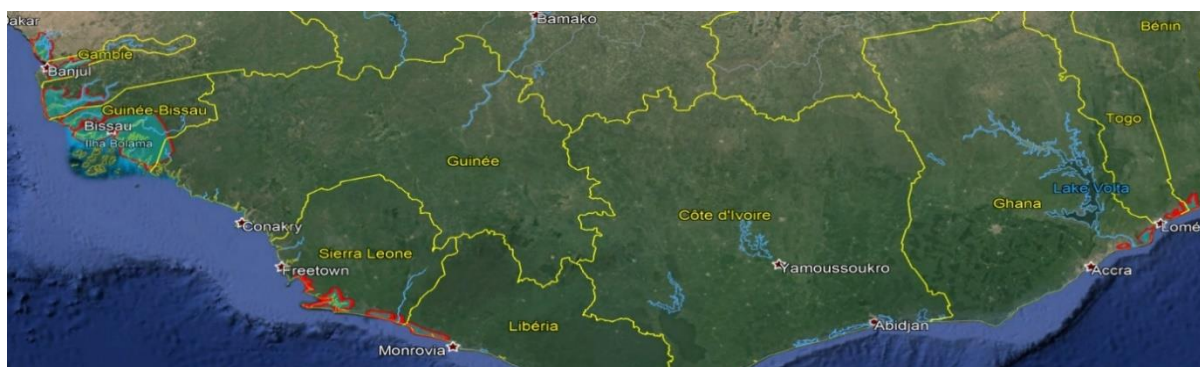 Dakar
Bamako
Bénin
Gambie
Banjul
Guinée-Bissau
Bissau
Ilha Bolama
Togo
Guinée
Lake Volta
Ghana
Côte d'Ivoire
Conakry
Lomé
Sierra Leone
Freetown
Yamoussoukro
Accra
Libéria
Abidjan
Monrovia